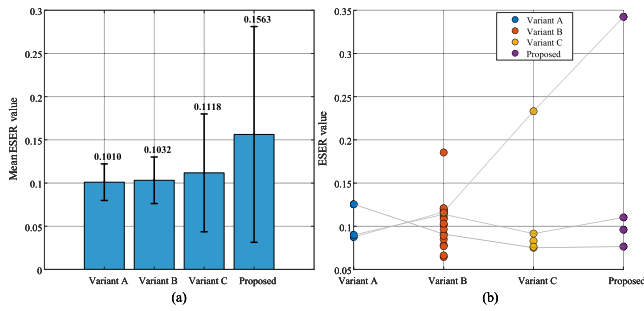 0.3
0.25
0.2
0.15
0.1
0.05
0
Mean ESER value
0.1010
0.1032
0.1118
0.1563
Variant A
Variant B
Variant C
Proposed
(a)
0.35
0.3
0.25
0.2
0.15
0.1
0.05
ESER value
Variant A
Variant B
Variant C
Proposed
Variant A
Variant B
Variant C
Proposed
(b)